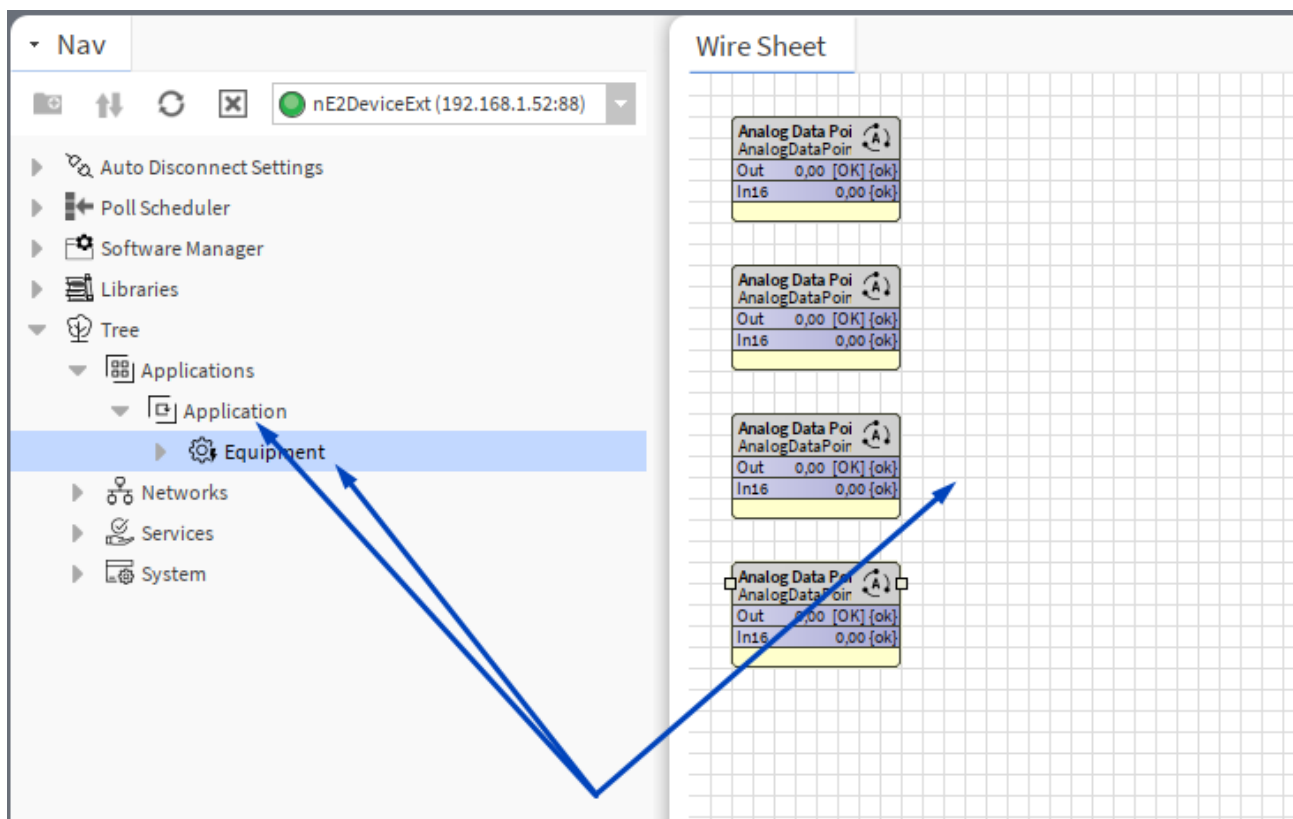 Nav
nE2DeviceExt (192.168.1.52:88)
Auto Disconnect Settings
Poll Scheduler
Software Manager
Libraries
Tree
Applications
Application
Equipment
Networks
Services
System
Wire Sheet
Analog Data Poi
AnalogDataPoir
Out 0,00 [OK] {ok}
In16 0,00 {ok}
Analog Data Poi
AnalogDataPoir
Out 0,00 [OK] {ok}
In16 0,00 {ok}
Analog Data Poi
AnalogDataPoir
Out 0,00 [OK] {ok}
In16 0,00 {ok}
Analog Data Poi
AnalogDataPoir
Out 0,00 [OK] {ok}
In16 0,00 {ok}